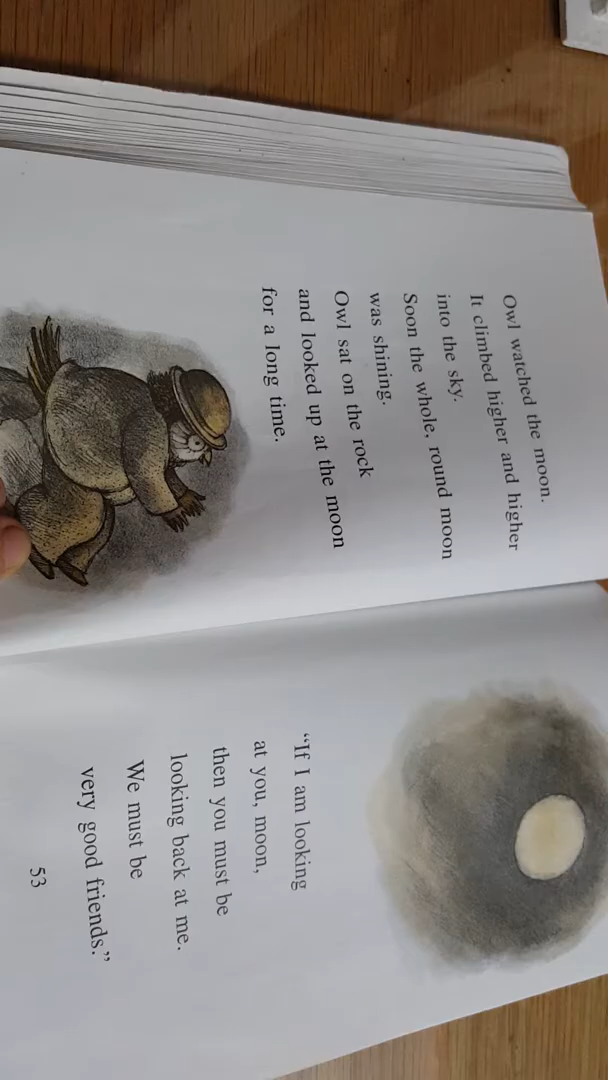 Owl watched the moon.
It climbed higher and higher
into the sky.
Soon the whole, round moon
was shining.
Owl sat on the rock
and looked up at the moon
for a long time.
“If I am looking
at you, moon,
then you must be
looking back at me.
We must be
very good friends.”
53